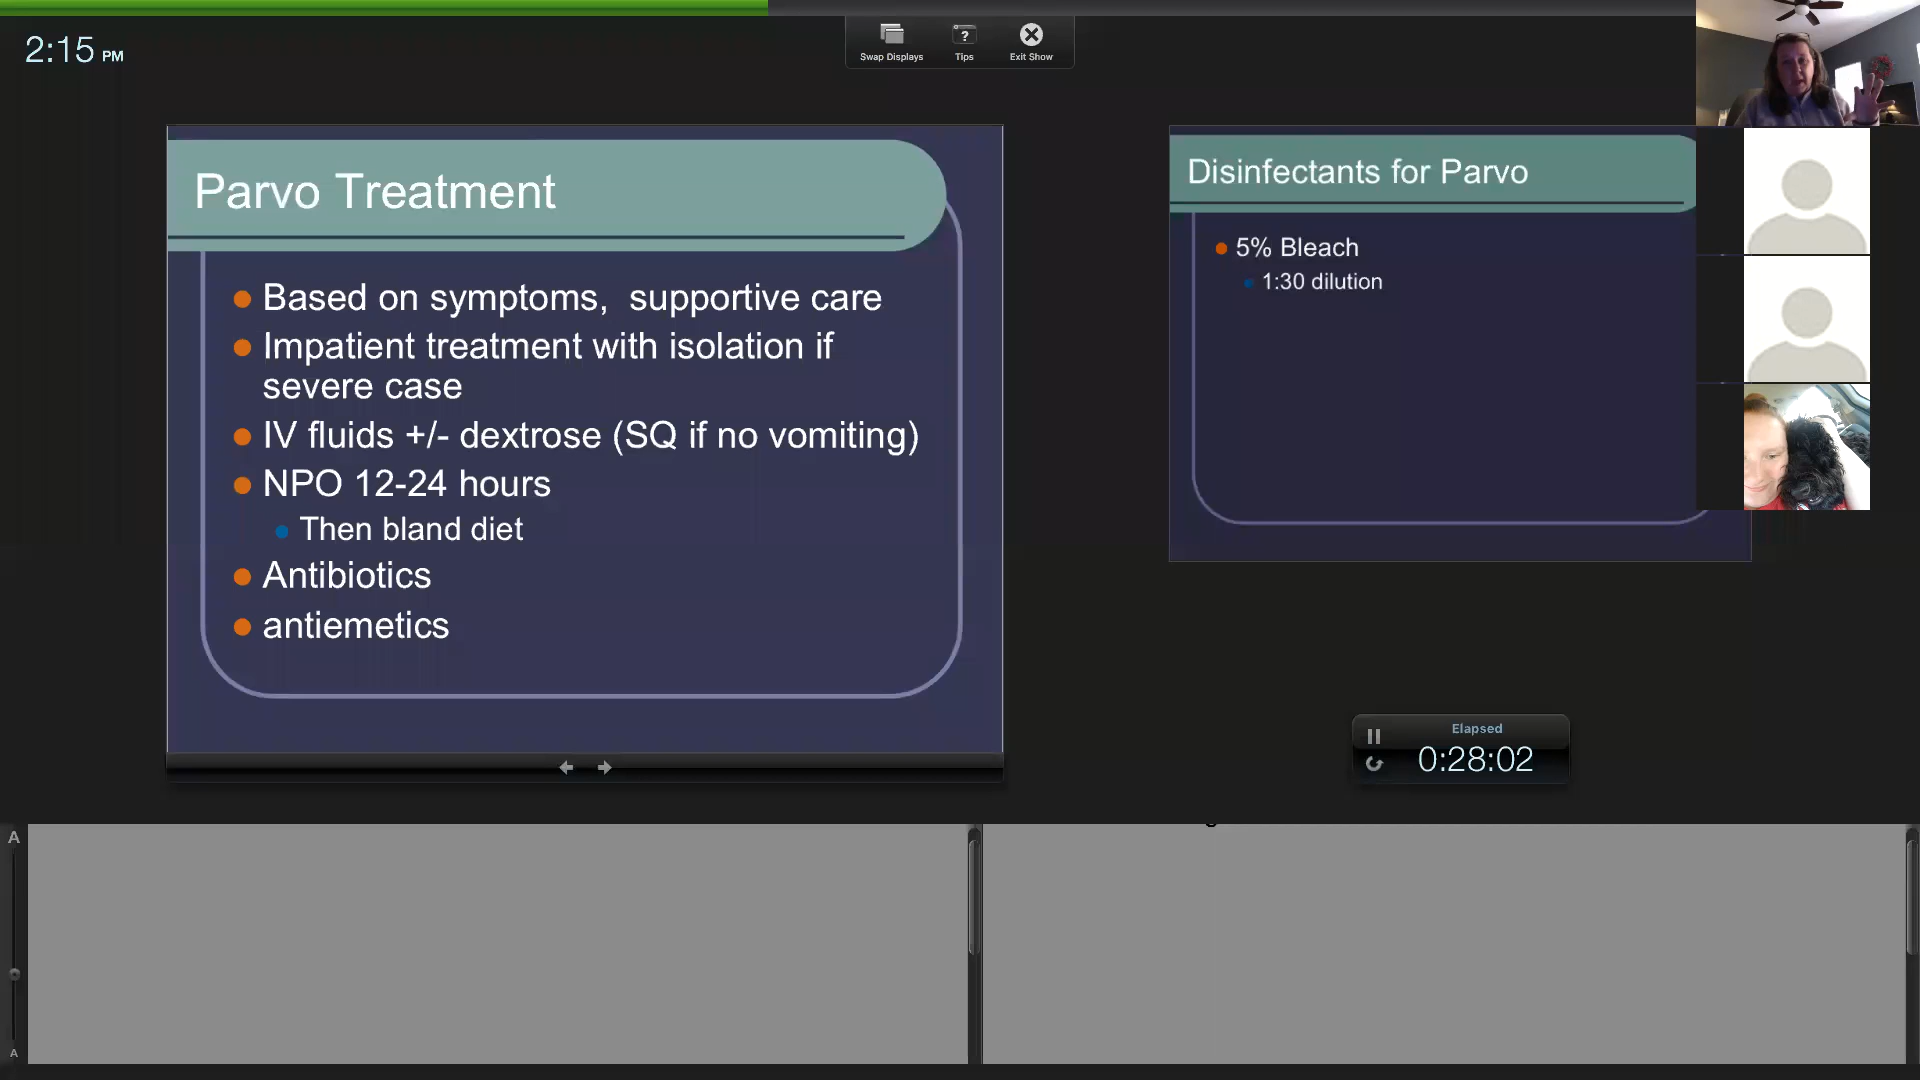 2:15 PM
Swap Displays
Tips
Exit Show
Parvo Treatment
Based on symptoms, supportive care
Impatient treatment with isolation if
severe case
IV fluids +/- dextrose (SQ if no vomiting)
NPO 12-24 hours
Then bland diet
Antibiotics
antiemetics
Disinfectants for Parvo
5% Bleach
1:30 dilution
Elapsed
0:28:02
A
A